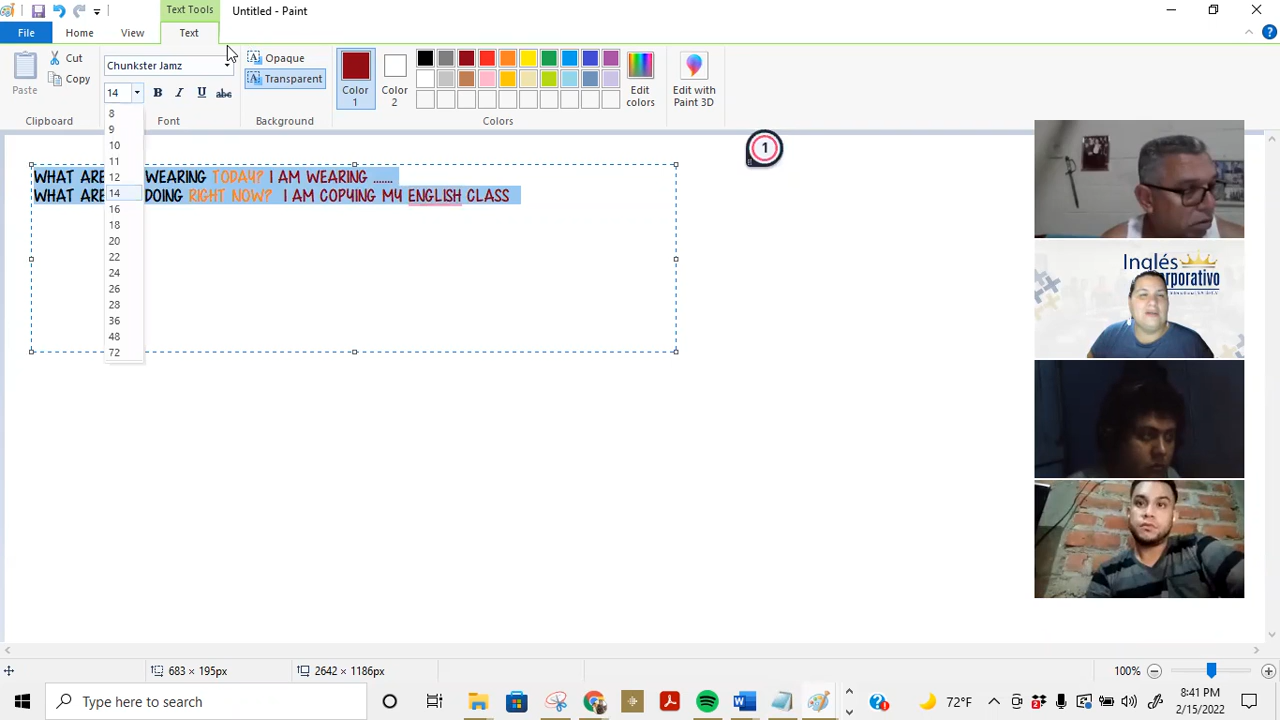 Text Tools
Untitled - Paint
File
Home
View
Text
Paste
Cut
Copy
Clipboard
Chunkster Jamz
14
B
I
U
abc
Font
Opaque
Transparent
Background
Color 1
Color 2
Edit colors
Colors
Edit with Paint 3D
8
9
10
11
12
14
16
18
20
22
24
26
28
36
48
72
WHAT ARE WEARING TODAY? I AM WEARING .......
WHAT ARE DOING RIGHT NOW? I AM COPYING MY ENGLISH CLASS
1
Inglés
orporativo
683 × 195px
2642 × 1186px
100%
Type here to search
72°F
8:41 PM
2/15/2022